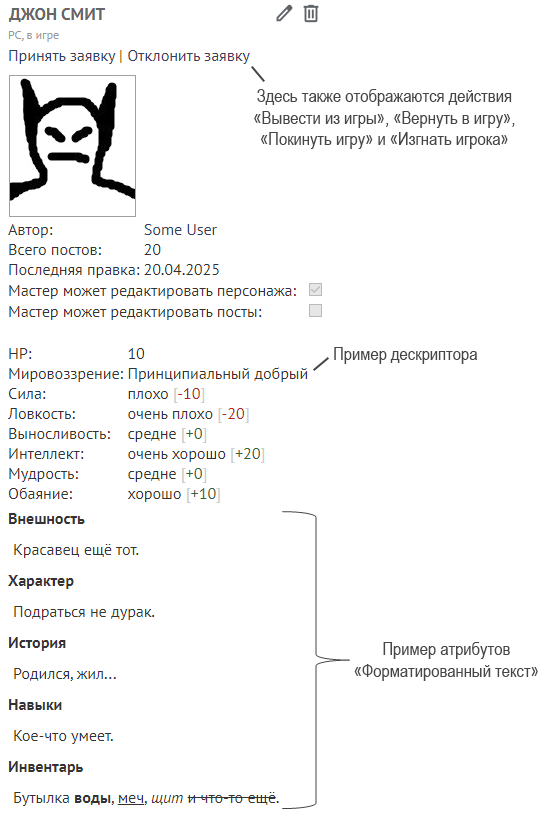 ДЖОН СМИТ
PC, в игре
Принять заявку | Отклонить заявку
Здесь также отображаются действия
«Вывести из игры», «Вернуть в игру»,
«Покинуть игру» и «Изгнать игрока»
Автор: Some User
Всего постов: 20
Последняя правка: 20.04.2025
Мастер может редактировать персонажа:
Мастер может редактировать посты:
HP: 10
Пример дескриптора
Мировоззрение: Принципиальный добрый
Сила: плохо [-10]
Ловкость: очень плохо [-20]
Выносливость: средне [+0]
Интеллект: очень хорошо [+20]
Мудрость: средне [+0]
Обаяние: хорошо [+10]
Внешность
Красавец ещё тот.
Характер
Подраться не дурак.
История
Родился, жил...
Пример атрибутов
«Форматированный текст»
Навыки
Кое-что умеет.
Инвентарь
Бутылка воды, меч, щит и что-то ещё.